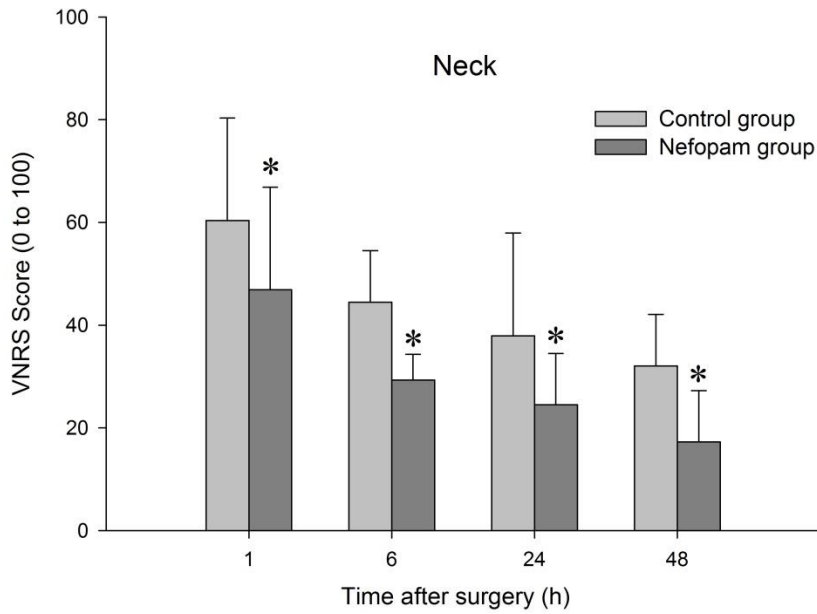 Neck
Control group
Nefopam group
VNRS Score (0 to 100)
100
80
60
40
20
0
*
*
*
*
1 6 24 48
Time after surgery (h)